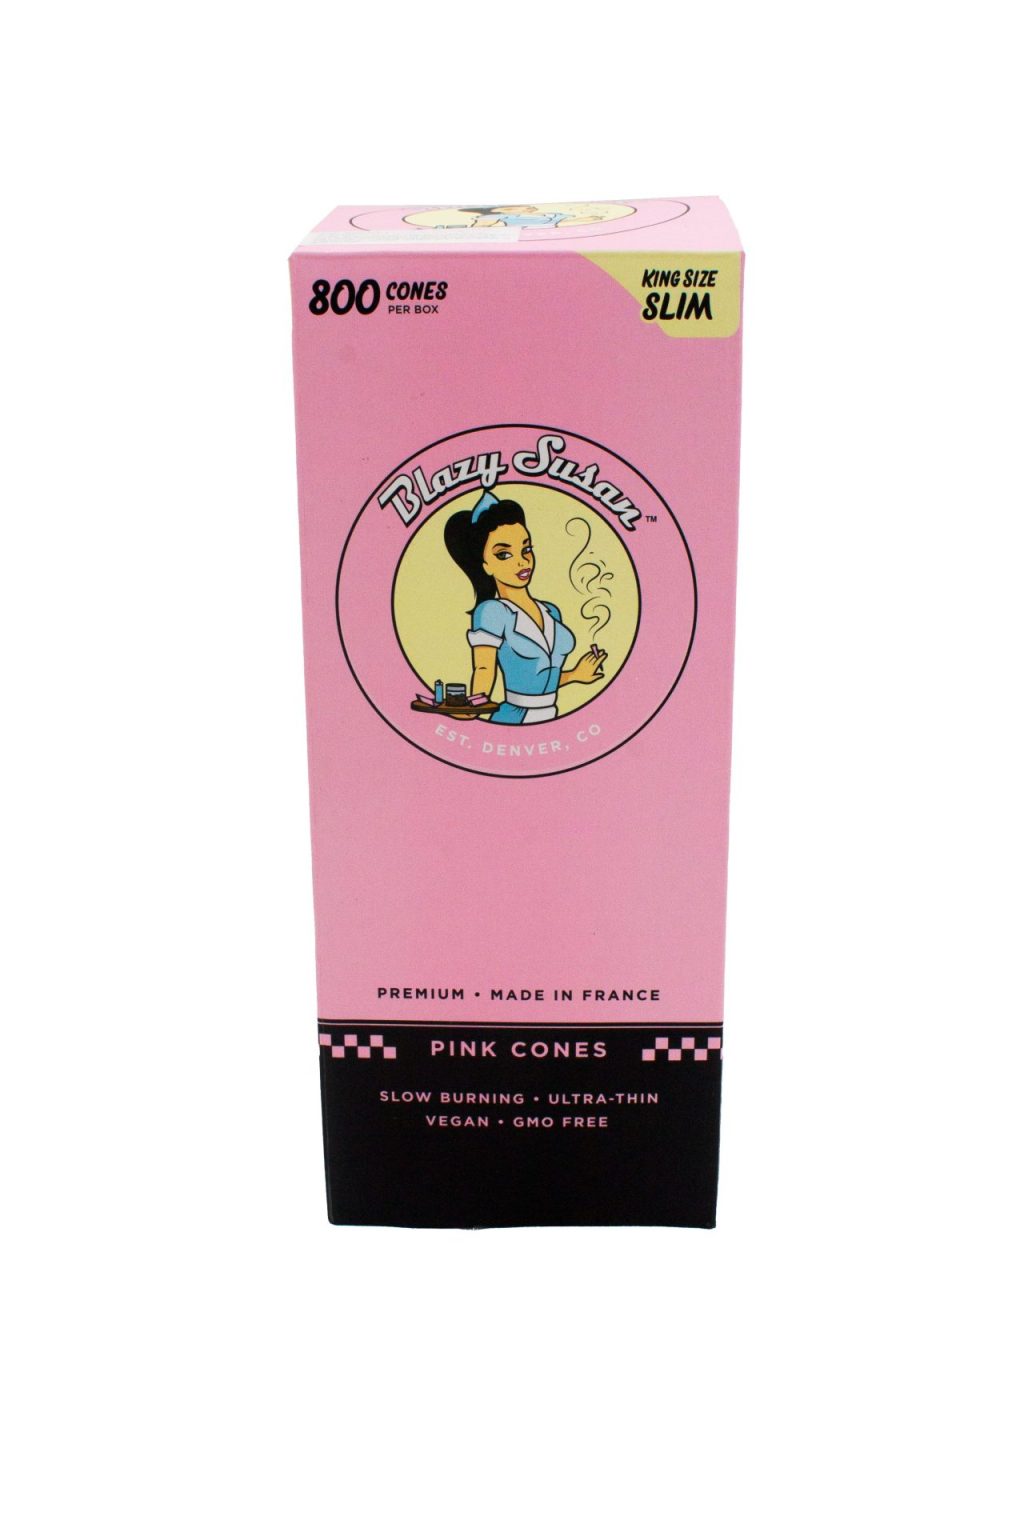 800 CONES
PER BOX
KING SIZE
SLIM
Blazy Susan
TM
EST. DENVER, CO
PREMIUM • MADE IN FRANCE
PINK CONES
SLOW BURNING • ULTRA-THIN
VEGAN • GMO FREE